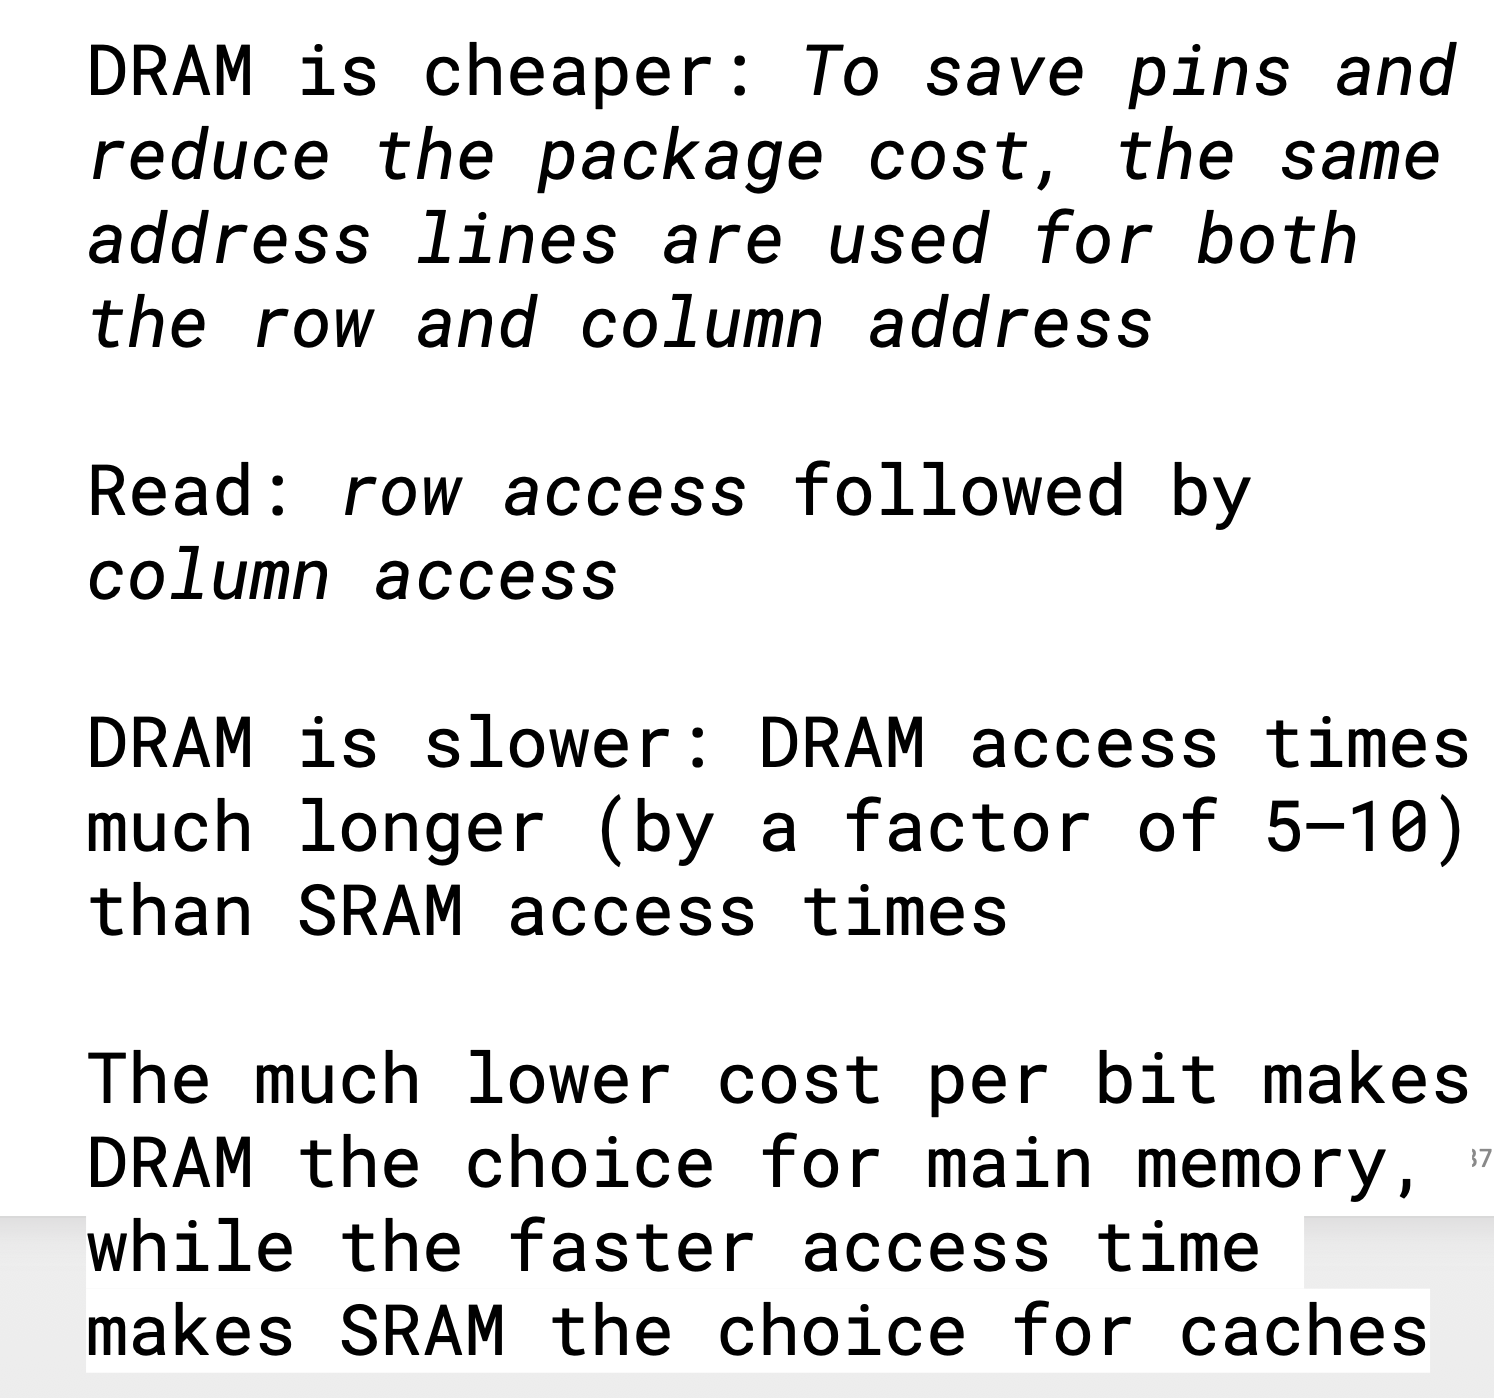 DRAM is cheaper: To save pins and
reduce the package cost, the same
address lines are used for both
the row and column address
Read: row access followed by
column access
DRAM is slower: DRAM access times
much longer (by a factor of 5–10)
than SRAM access times
The much lower cost per bit makes
DRAM the choice for main memory,
while the faster access time
makes SRAM the choice for caches